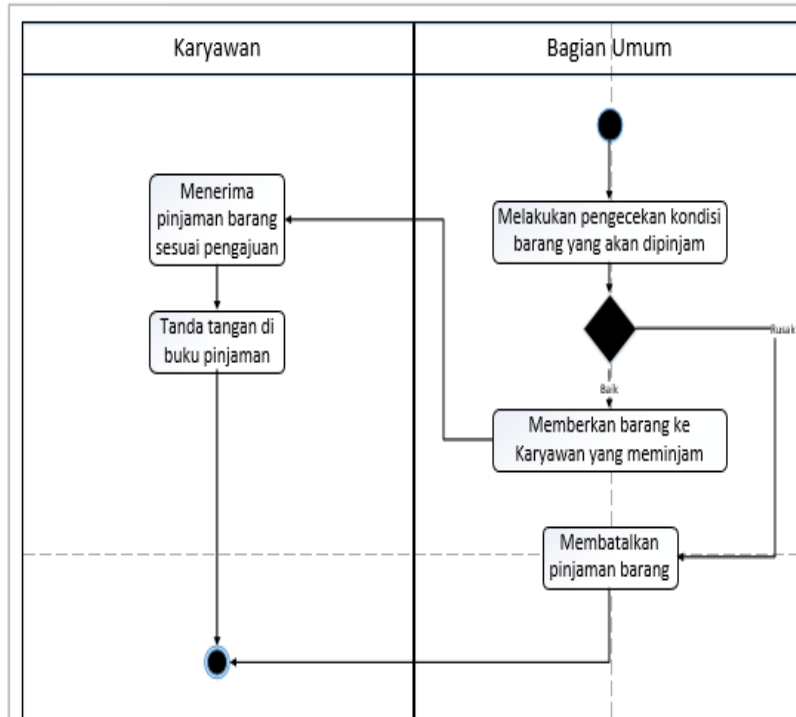 Karyawan
Bagian Umum
Menerima
pinjaman barang
sesuai pengajuan
Melakukan pengecekan kondisi
barang yang akan dipinjam
Tanda tangan di
buku pinjaman
Rusak
Baik
Memberkan barang ke
Karyawan yang meminjam
Membatalkan
pinjaman barang